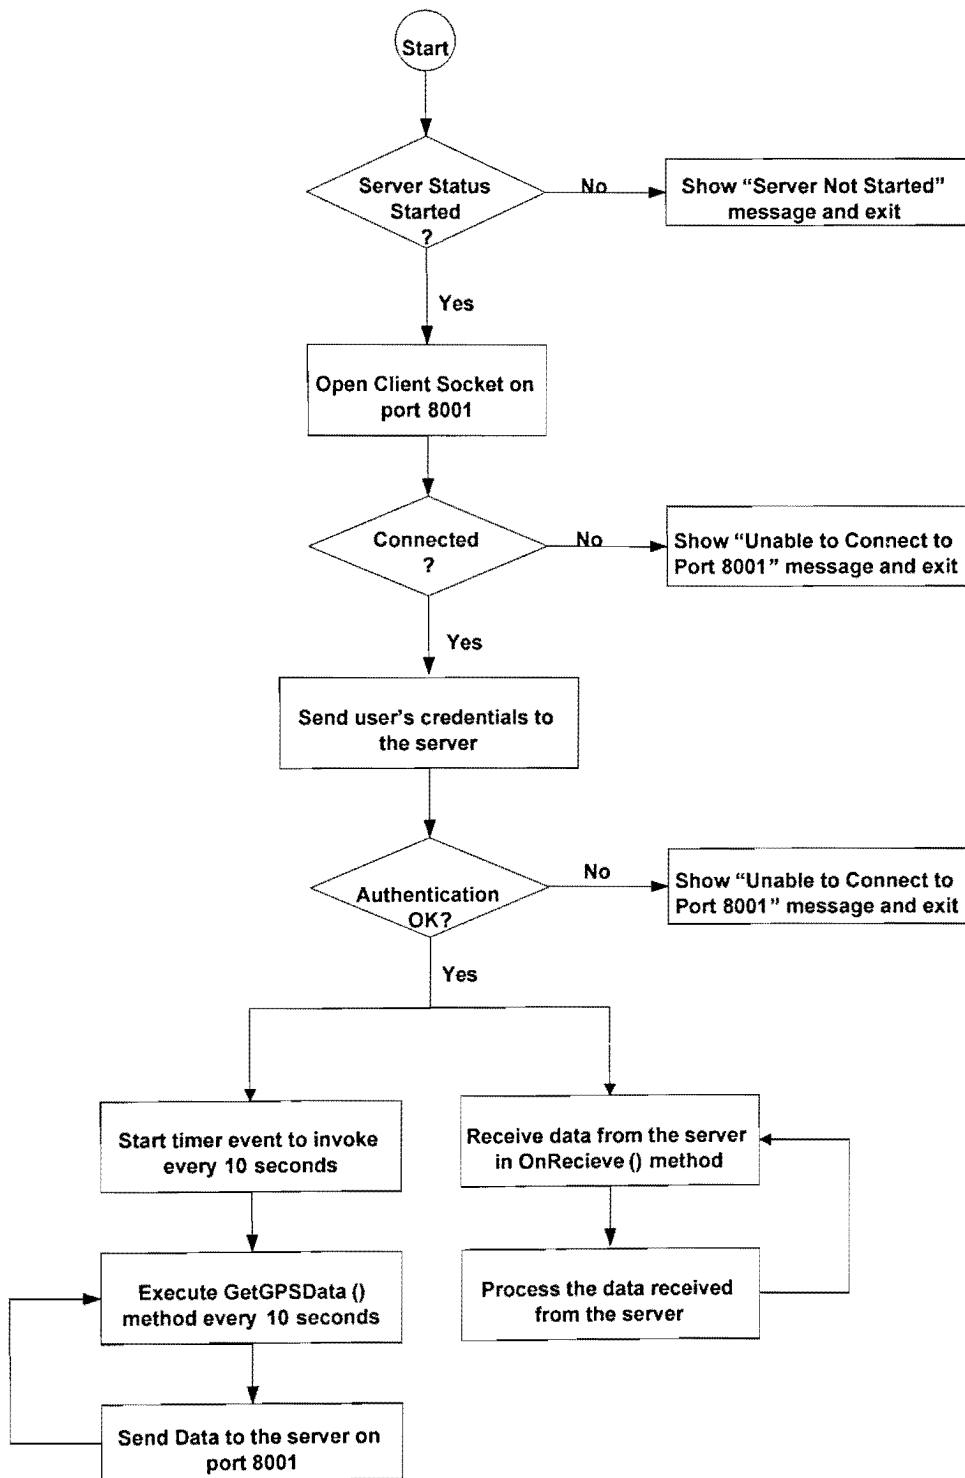 Start
Server Status
Started
?
No
Show “Server Not Started”
message and exit
Yes
Open Client Socket on
port 8001
Connected
?
No
Show “Unable to Connect to
Port 8001” message and exit
Yes
Send user’s credentials to
the server
Authentication
OK?
No
Show “Unable to Connect to
Port 8001” message and exit
Yes
Start timer event to invoke
every 10 seconds
Receive data from the server
in OnRecieve () method
Execute GetGPSData ()
method every 10 seconds
Process the data received
from the server
Send Data to the server on
port 8001